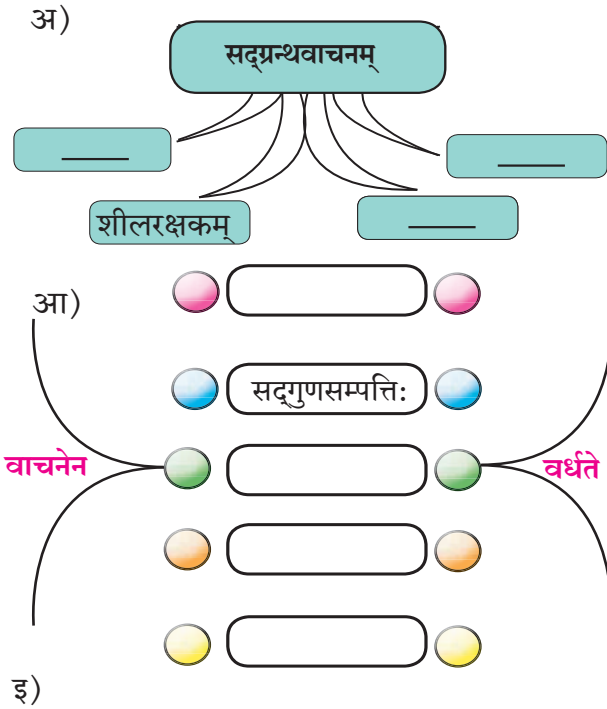 अ)
सद्ग्रन्थवाचनम्
शीलरक्षकम्
आ)
सद्गुणसम्पत्तिः
वाचनेन
वर्धते
इ)